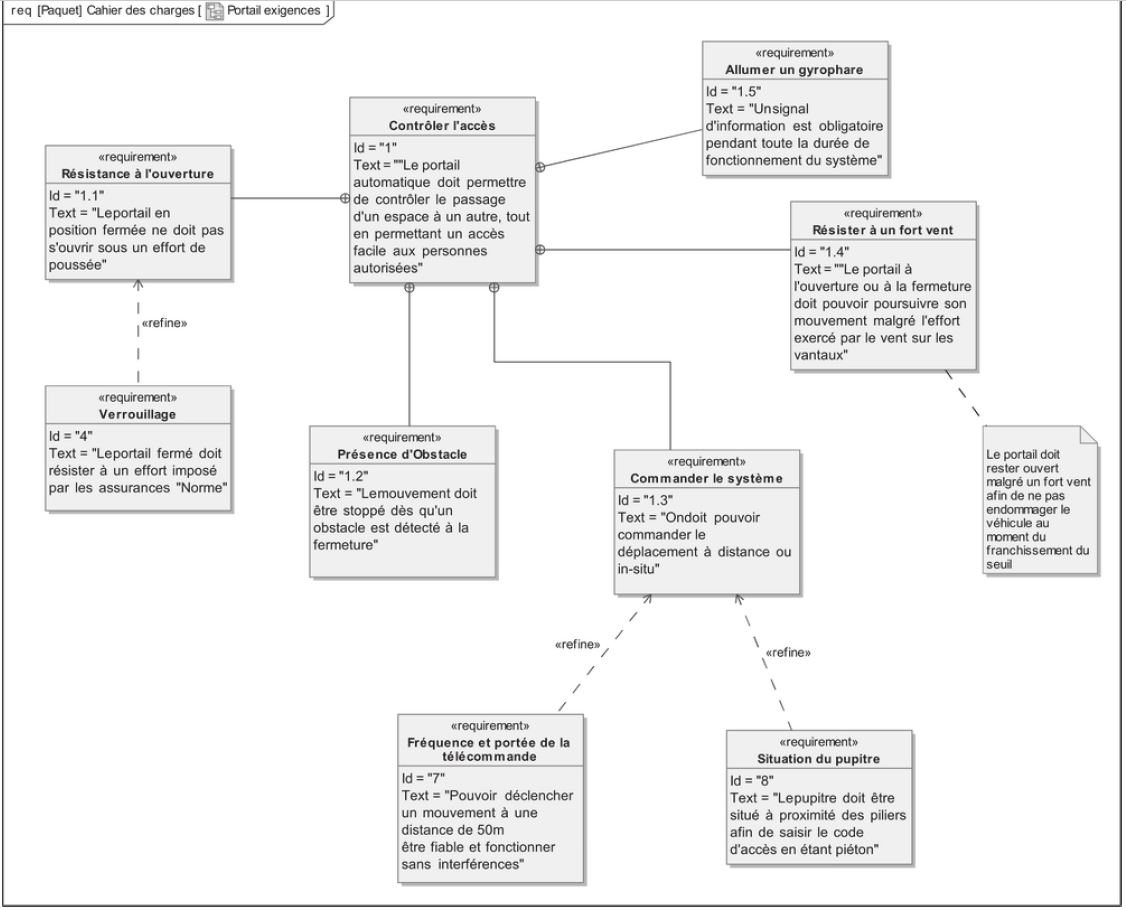 req [Paquet] Cahier des charges [ Portail exigences ]
«requirement»
Allumer un gyrophare
Id = "1.5"
Text = "Unsignal
d'information est obligatoire
pendant toute la durée de
fonctionnement du système"
«requirement»
Contrôler l'accès
Id = "1"
Text = ""Le portail
automatique doit permettre
de contrôler le passage
d'un espace à un autre, tout
en permettant un accès
facile aux personnes
autorisées"
«requirement»
Résistance à l'ouverture
Id = "1.1"
Text = "Leportail en
position fermée ne doit pas
s'ouvrir sous un effort de
poussée"
«requirement»
Résister à un fort vent
Id = "1.4"
Text = ""Le portail à
l'ouverture ou à la fermeture
doit pouvoir poursuivre son
mouvement malgré l'effort
exercé par le vent sur les
vantaux"
«refine»
«requirement»
Verrouillage
Id = "4"
Text = "Leportail fermé doit
résister à un effort imposé
par les assurances "Norme"
«requirement»
Présence d'Obstacle
Id = "1.2"
Text = "Lemouvement doit
être stoppé dès qu'un
obstacle est détecté à la
fermeture"
«requirement»
Commander le système
Id = "1.3"
Text = "Ondoit pouvoir
commander le
déplacement à distance ou
in-situ"
Le portail doit
rester ouvert
malgré un fort vent
afin de ne pas
endommager le
véhicule au
moment du
franchissement du
seuil
«refine»
«refine»
«requirement»
Fréquence et portée de la
télécommande
Id = "7"
Text = "Pouvoir déclencher
un mouvement à une
distance de 50m
être fiable et fonctionner
sans interférences"
«requirement»
Situation du pupitre
Id = "8"
Text = "Lepupitre doit être
situé à proximité des piliers
afin de saisir le code
d'accès en étant piéton"